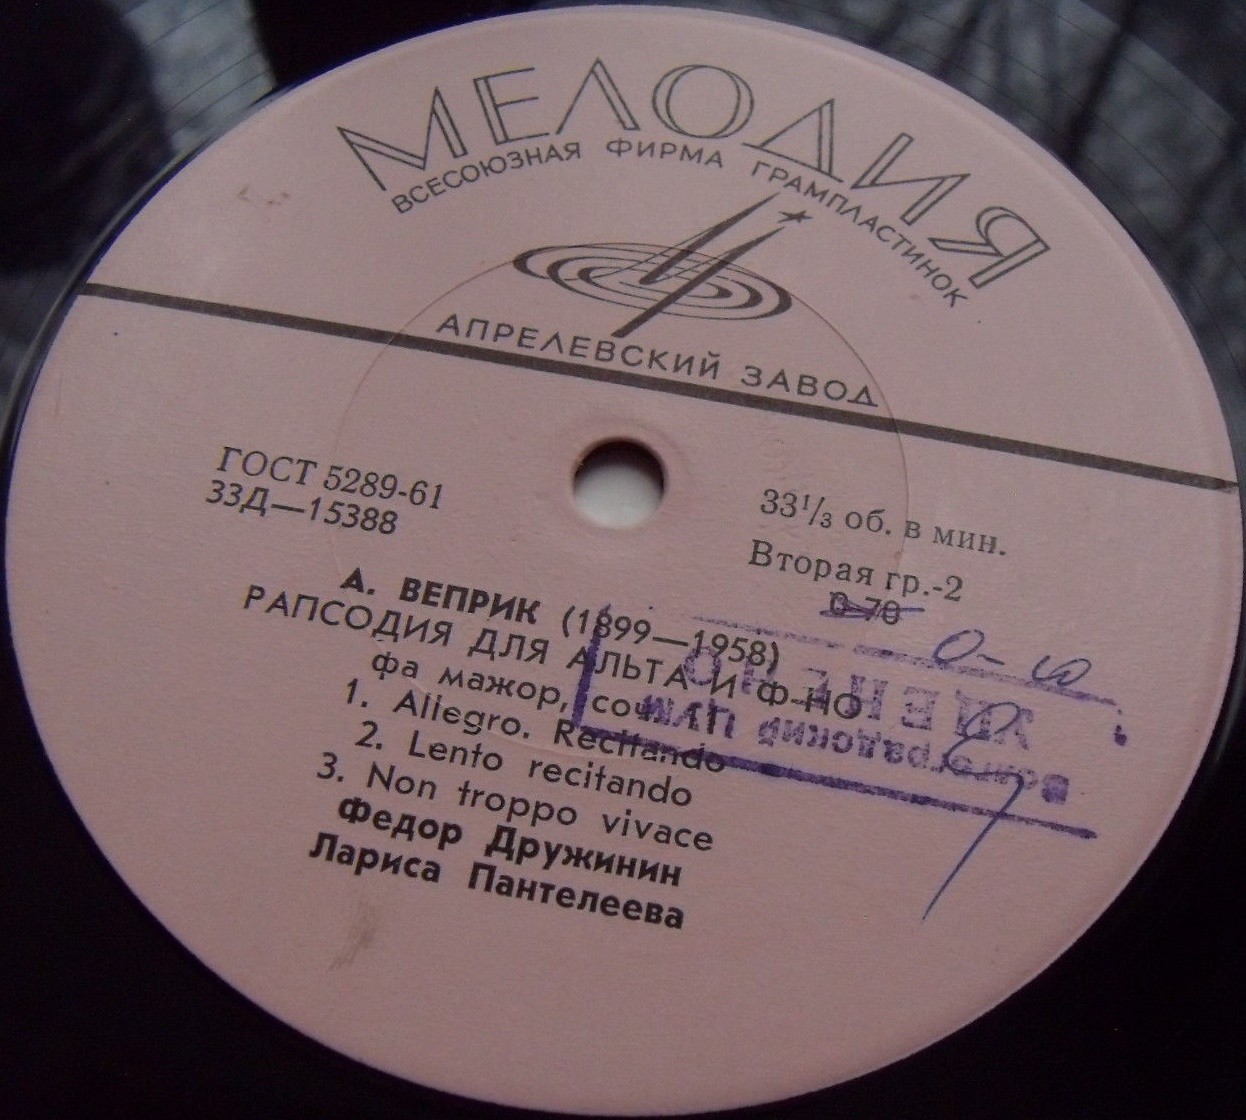 МЕЛОДИЯ
ВСЕСОЮЗНАЯ ФИРМА ГРАМПЛАСТИНОК
АПРЕЛЕВСКИЙ ЗАВОД
ГОСТ 5289-61
33Д—15388
33⅓ об. в мин.
Вторая гр.-2
0-70
А. ВЕПРИК (1899—1958)
РАПСОДИЯ ДЛЯ АЛЬТА И Ф-НО
фа мажор, соч.
1. Allegro. Recitando
2. Lento recitando
3. Non troppo vivace
Федор Дружинин
Лариса Пантелеева
УЦЕНЕНО